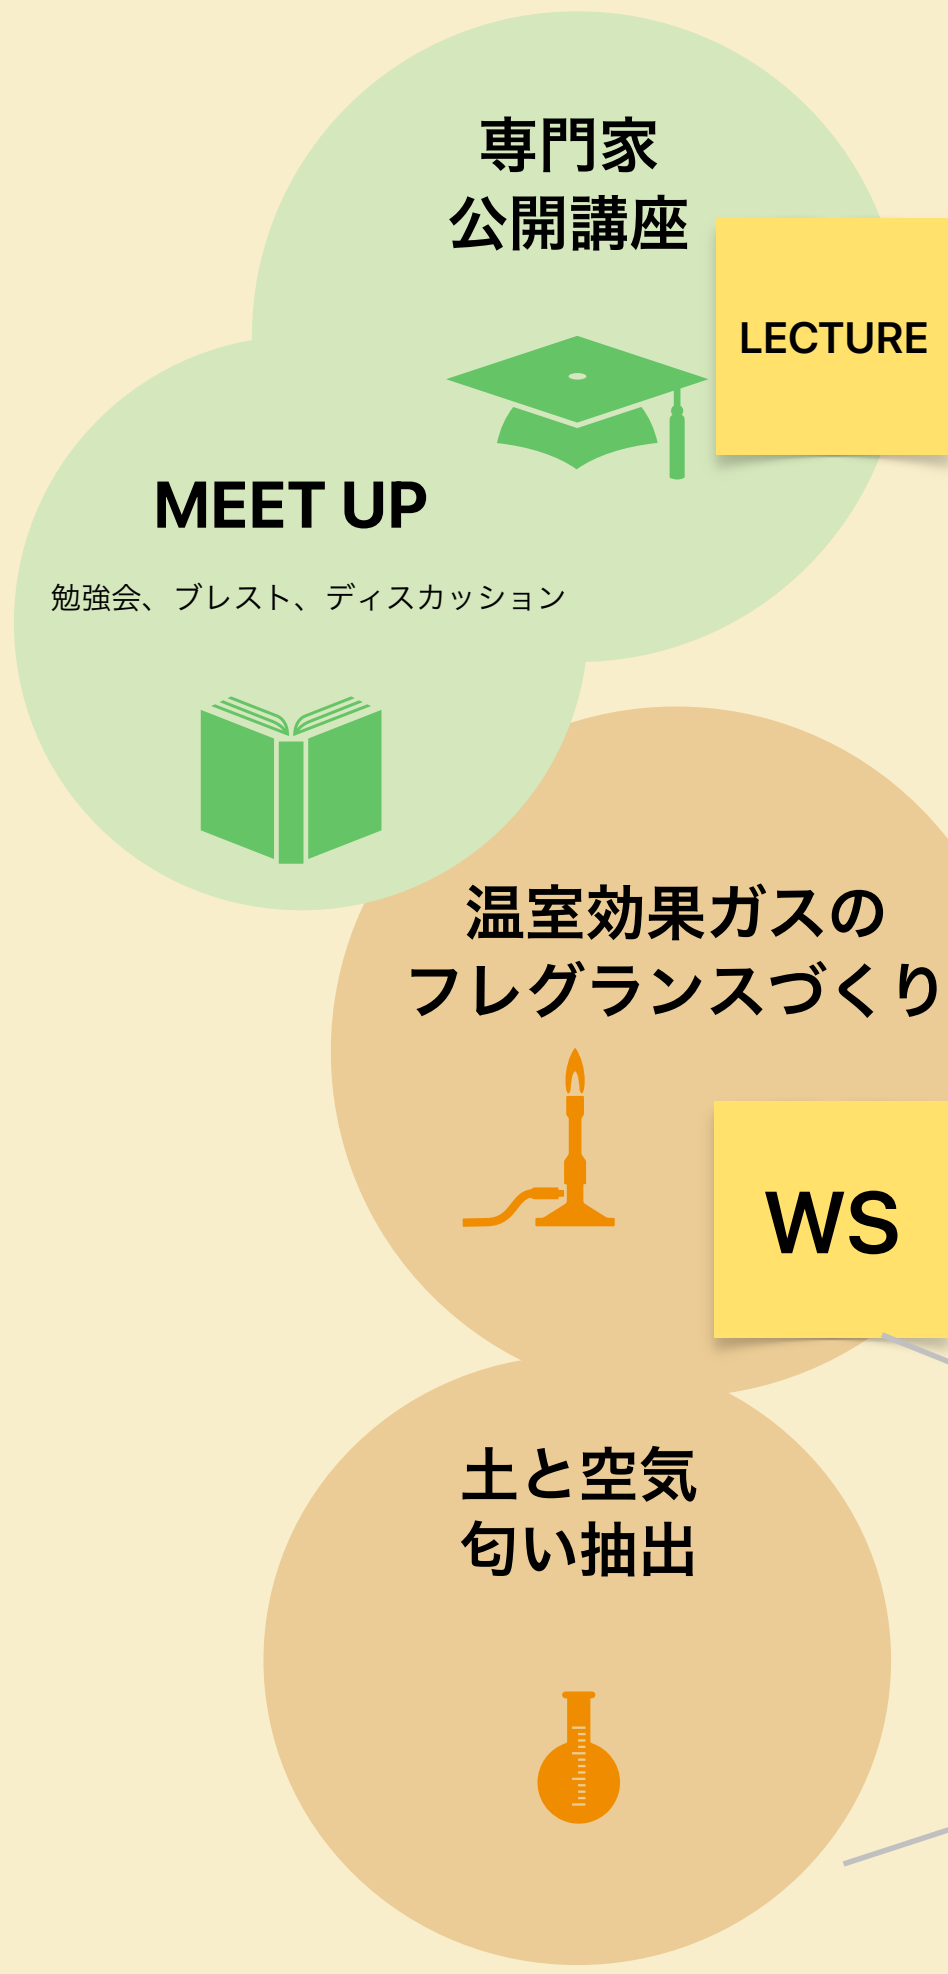 専門家
公開講座
LECTURE
MEET UP
勉強会、ブレスト、ディスカッション
温室効果ガスの
フレグランスづくり
WS
土と空気
匂い抽出